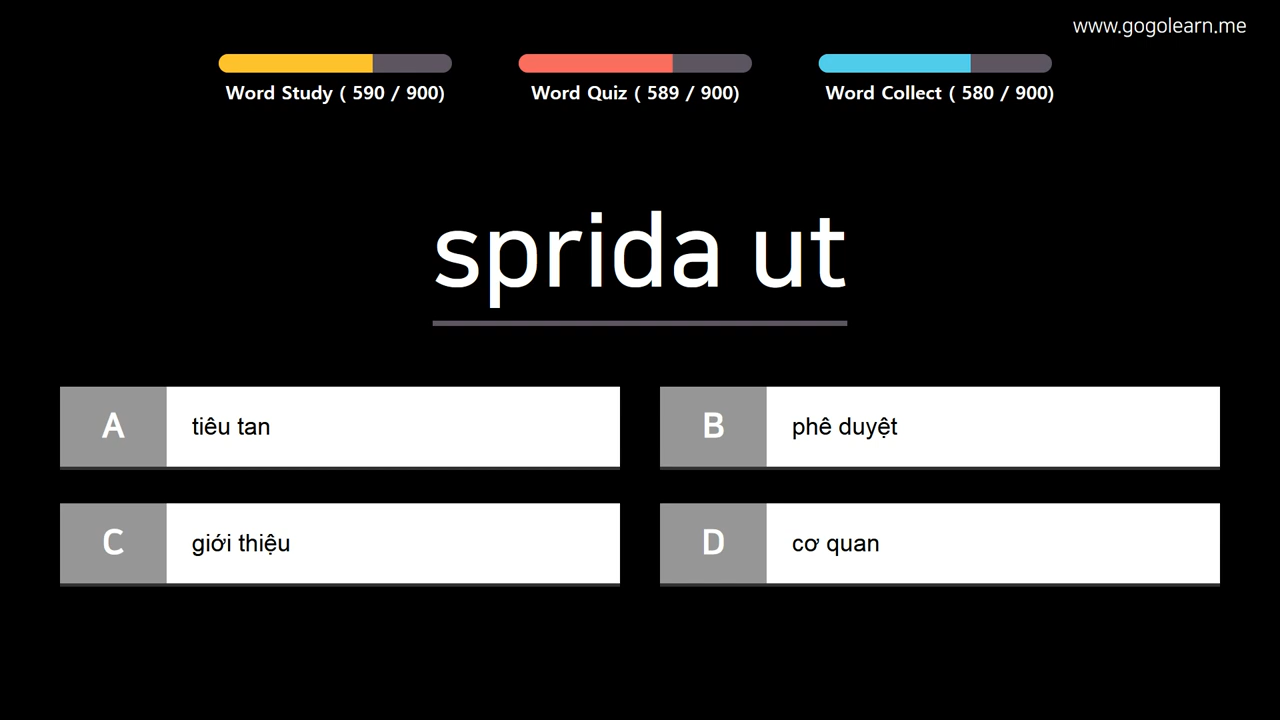 www.gogolearn.me
Word Study ( 590 / 900)
Word Quiz ( 589 / 900)
Word Collect ( 580 / 900)
sprida ut
A
tiêu tan
B
phê duyệt
C
giới thiệu
D
cơ quan